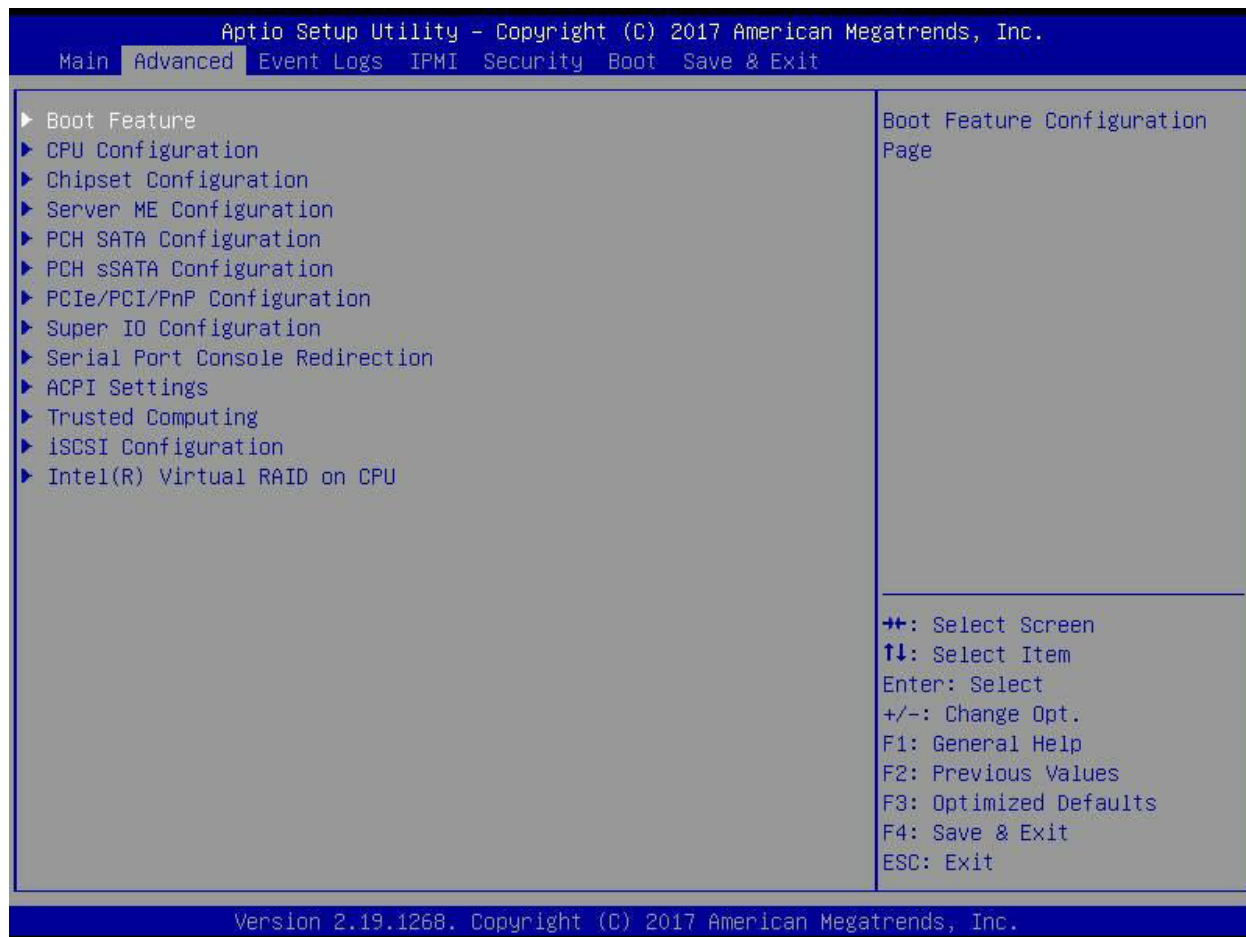 Aptio Setup Utility – Copyright (C) 2017 American Megatrends, Inc.
Main Advanced Event Logs IPMI Security Boot Save & Exit
Boot Feature
CPU Configuration
Chipset Configuration
Server ME Configuration
PCH SATA Configuration
PCH sSATA Configuration
PCIe/PCI/PnP Configuration
Super IO Configuration
Serial Port Console Redirection
ACPI Settings
Trusted Computing
iSCSI Configuration
Intel(R) Virtual RAID on CPU
Boot Feature Configuration
Page
→←: Select Screen
↑↓: Select Item
Enter: Select
+/-: Change Opt.
F1: General Help
F2: Previous Values
F3: Optimized Defaults
F4: Save & Exit
ESC: Exit
Version 2.19.1268. Copyright (C) 2017 American Megatrends, Inc.